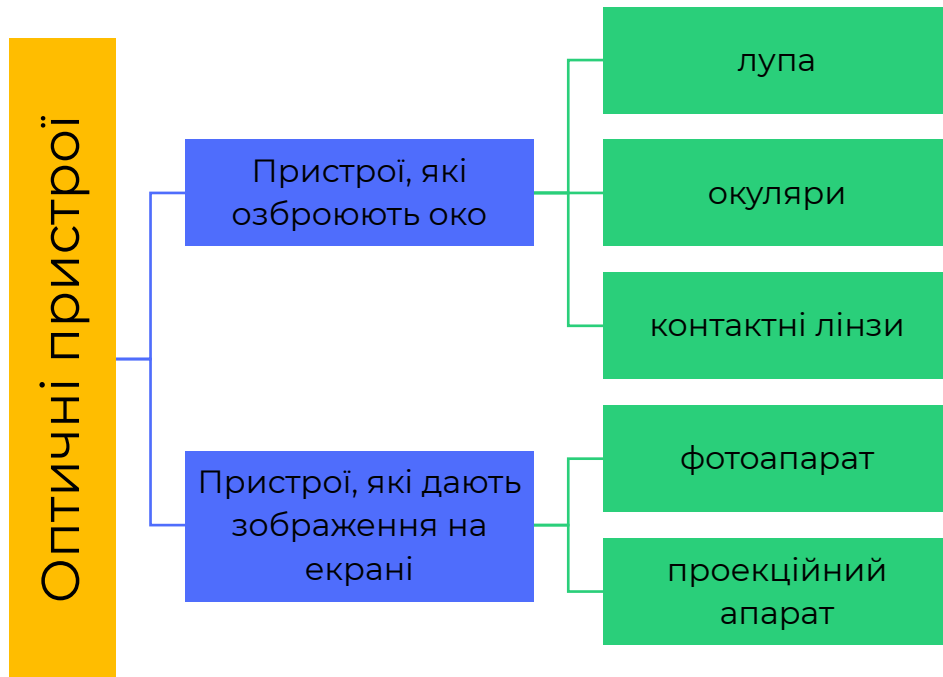 Оптичні пристрої
Пристрої, які
озброюють око
лупа
окуляри
контактні лінзи
Пристрої, які дають
зображення на
екрані
фотоапарат
проекційний
апарат